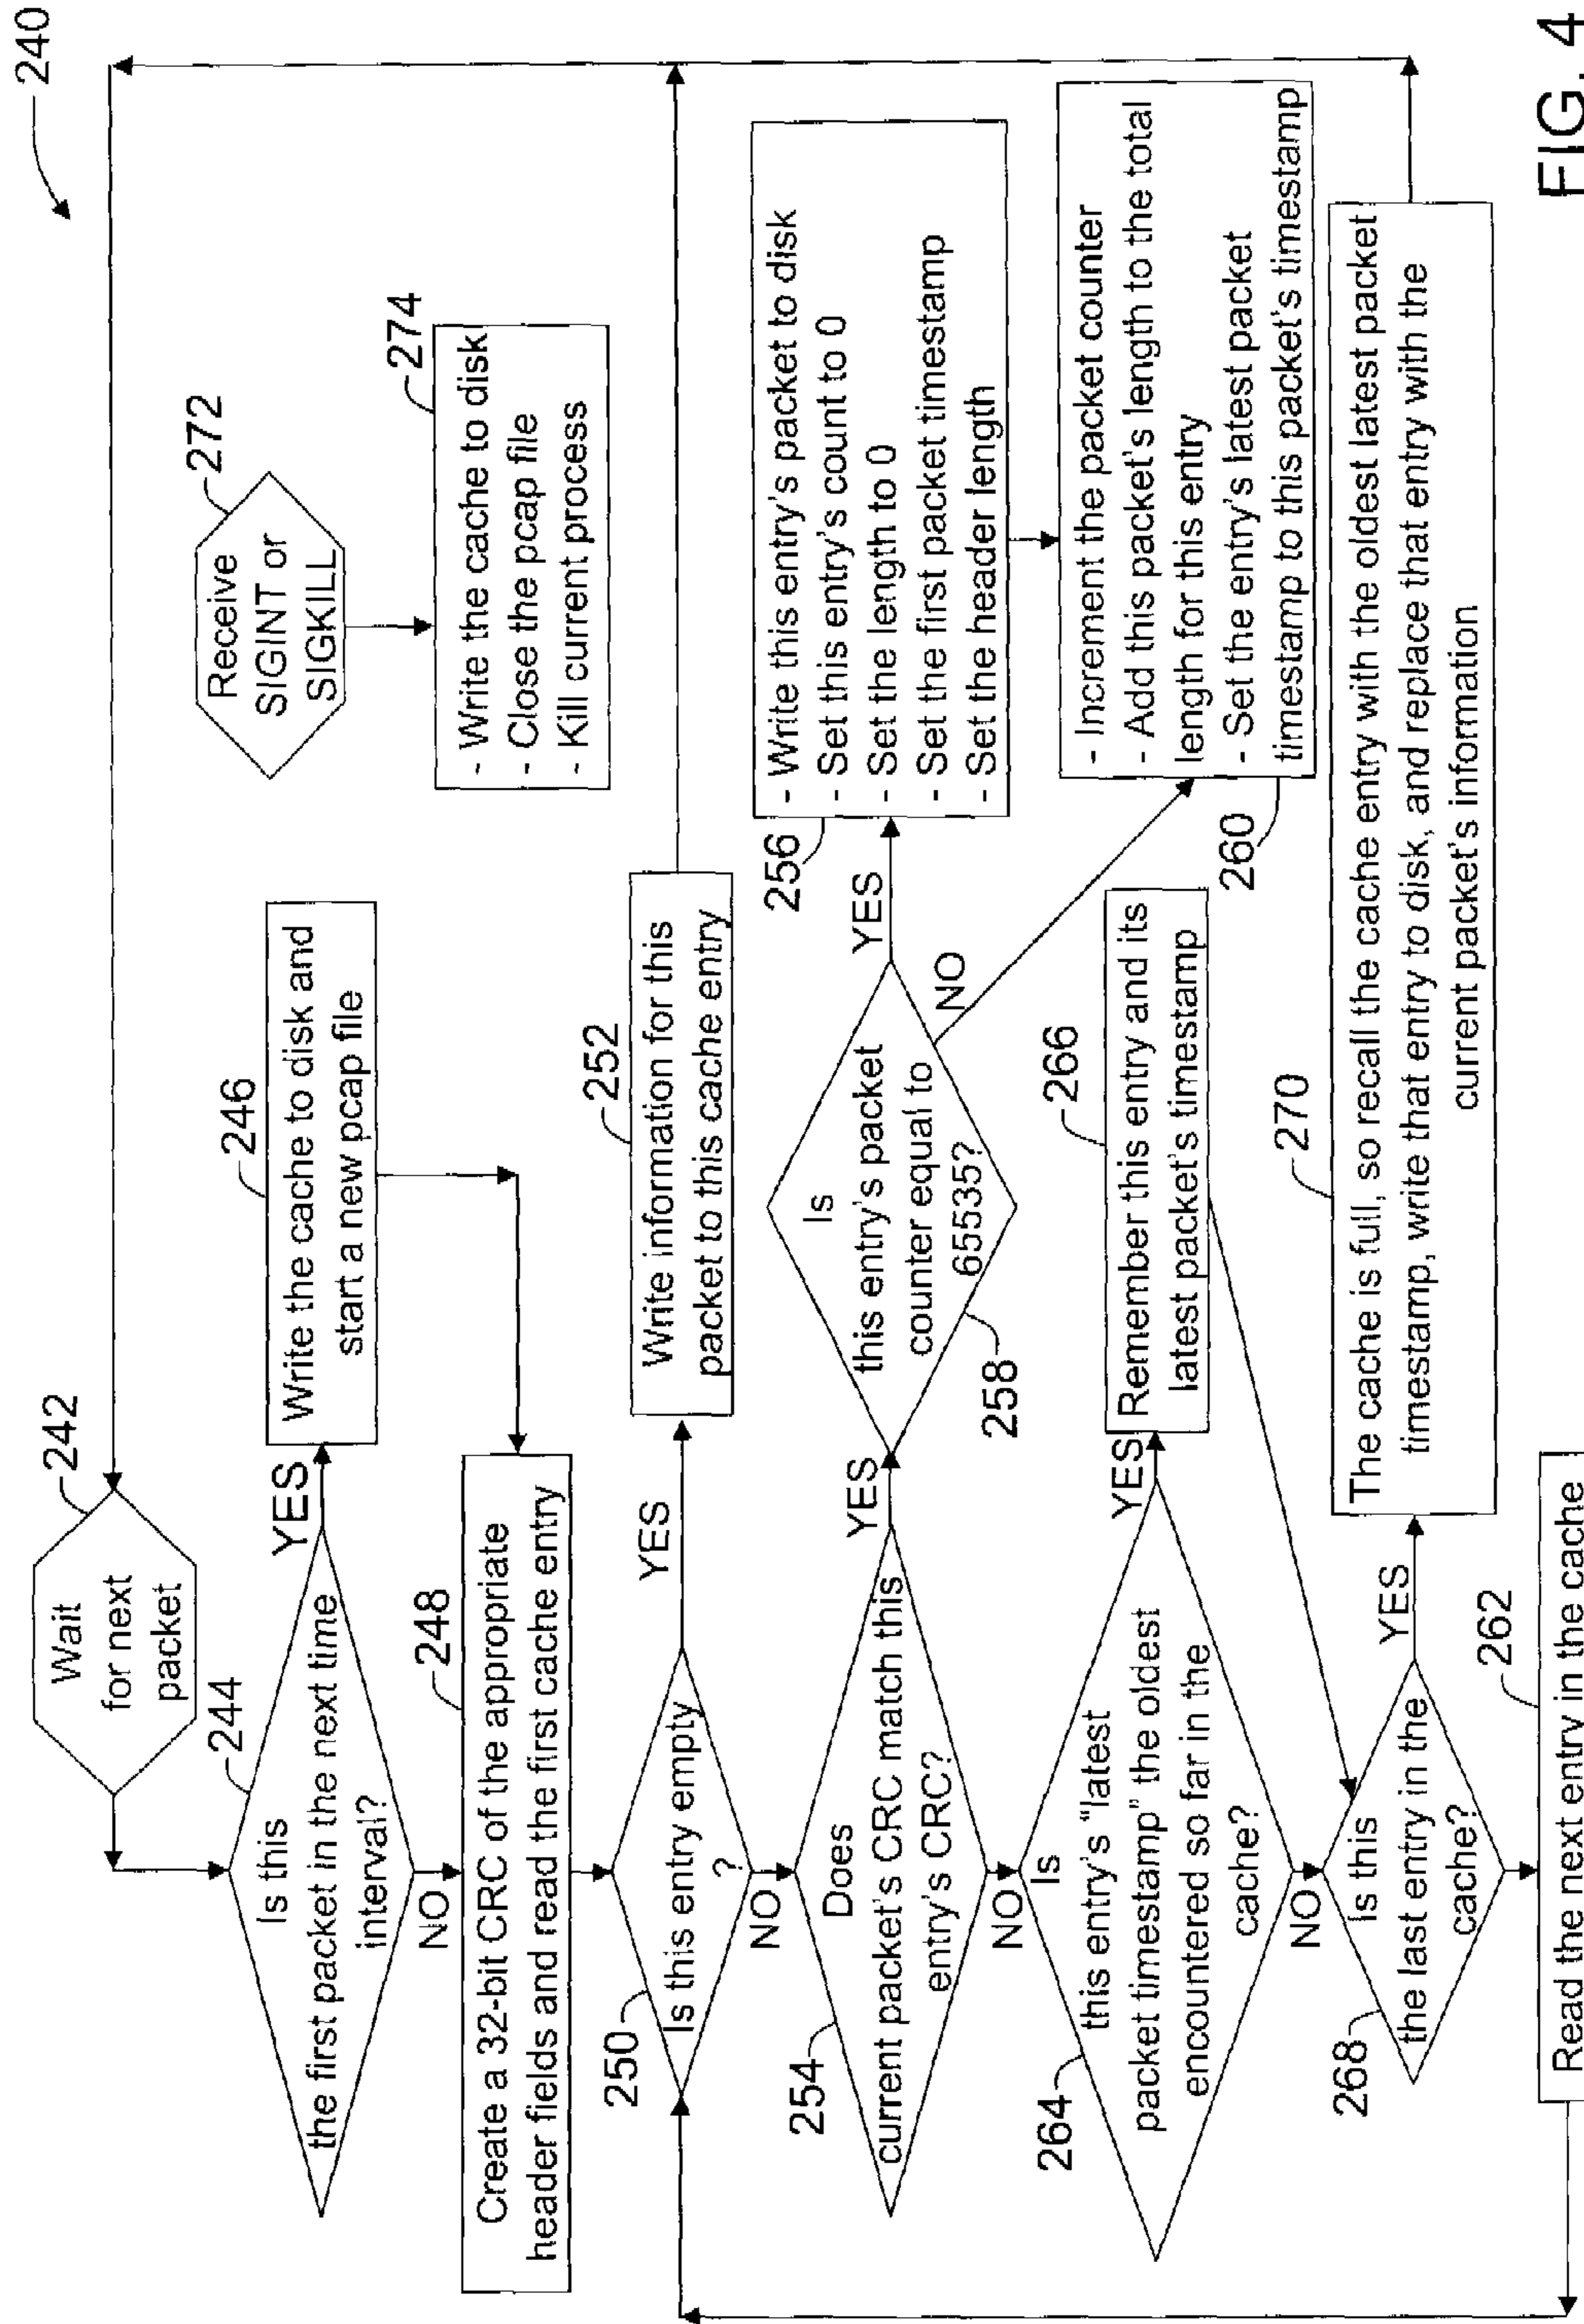 240
242
Wait
for next
packet
244
Is this
the first packet in the next time
interval?
YES
NO
246
Write the cache to disk and
start a new pcap file
272
Receive
SIGINT or
SIGKILL
274
- Write the cache to disk
- Close the pcap file
- Kill current process
248
Create a 32-bit CRC of the appropriate
header fields and read the first cache entry
250
Is this entry empty
?
YES
NO
252
Write information for this
packet to this cache entry
254
Does
current packet's CRC match this
entry's CRC?
YES
NO
258
Is
this entry's packet
counter equal to
65535?
YES
NO
256
- Write this entry's packet to disk
- Set this entry's count to 0
- Set the length to 0
- Set the first packet timestamp
- Set the header length
260
- Increment the packet counter
- Add this packet's length to the total
length for this entry
- Set the entry's latest packet
timestamp to this packet's timestamp
264
Is
this entry's "latest
packet timestamp" the oldest
encountered so far in the
cache?
YES
NO
266
Remember this entry and its
latest packet's timestamp
268
Is this
the last entry in the
cache?
YES
270
The cache is full, so recall the cache entry with the oldest latest packet
timestamp, write that entry to disk, and replace that entry with the
current packet's information
262
Read the next entry in the cache
FIG. 4